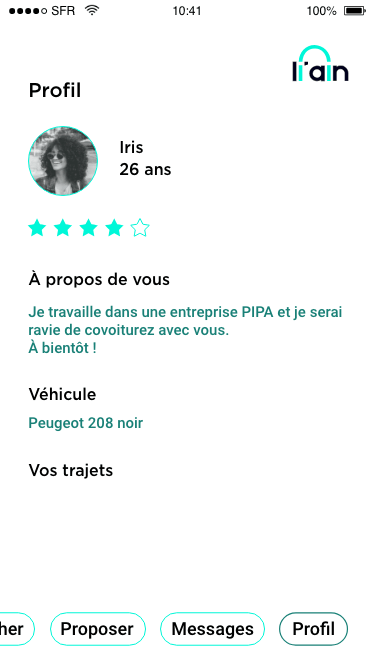 SFR 10:41 100%
li'ain
Profil
Iris
26 ans
À propos de vous
Je travaille dans une entreprise PIPA et je serai
ravie de covoiturez avec vous.
À bientôt !
Véhicule
Peugeot 208 noir
Vos trajets
her Proposer Messages Profil